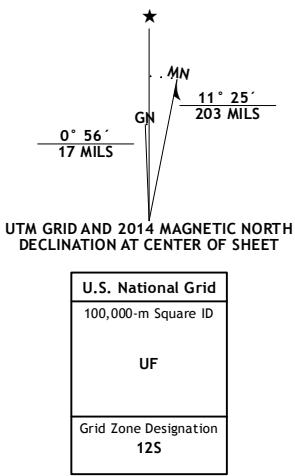 ★
MN
GN
11° 25´
203 MILS
0° 56´
17 MILS
UTM GRID AND 2014 MAGNETIC NORTH
DECLINATION AT CENTER OF SHEET
U.S. National Grid
100,000-m Square ID
UF
Grid Zone Designation
12S